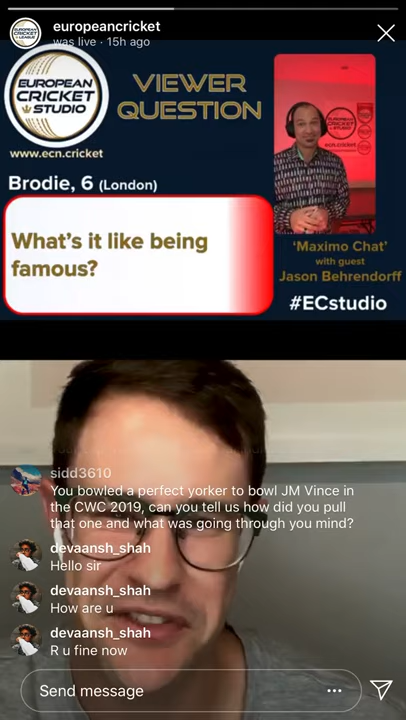 europeancricket
was live · 15h ago
EUROPEAN
CRICKET
STUDIO
www.ecn.cricket
VIEWER
QUESTION
Brodie, 6 (London)
What's it like being
famous?
'Maximo Chat'
with guest
Jason Behrendorff
#ECstudio
sidd3610
You bowled a perfect yorker to bowl JM Vince in
the CWC 2019, can you tell us how did you pull
that one and what was going through you mind?
devaansh_shah
Hello sir
devaansh_shah
How are u
devaansh_shah
R u fine now
Send message